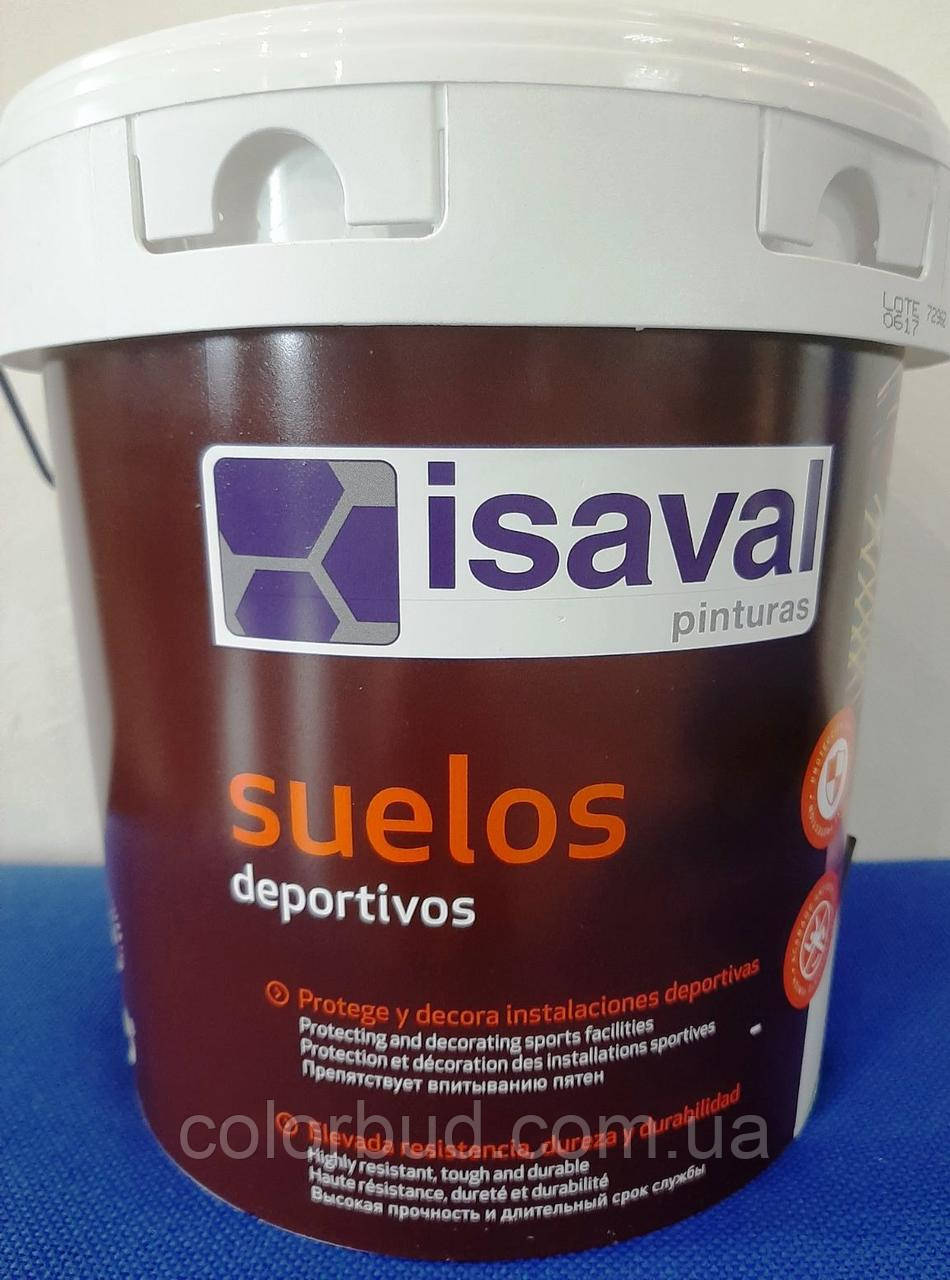 LOTE 729
0617
isaval
pinturas
suelos
deportivos
Protege y decora instalaciones deportivas
Protecting and decorating sports facilities
Protection et décoration des installations sportives
Препятствует впитыванию пятен
colorbud.com.ua
Elevada resistencia, dureza y durabilidad
Highly resistant, tough and durable
Haute résistance, dureté et durabilité
Высокая прочность и длительный срок службы